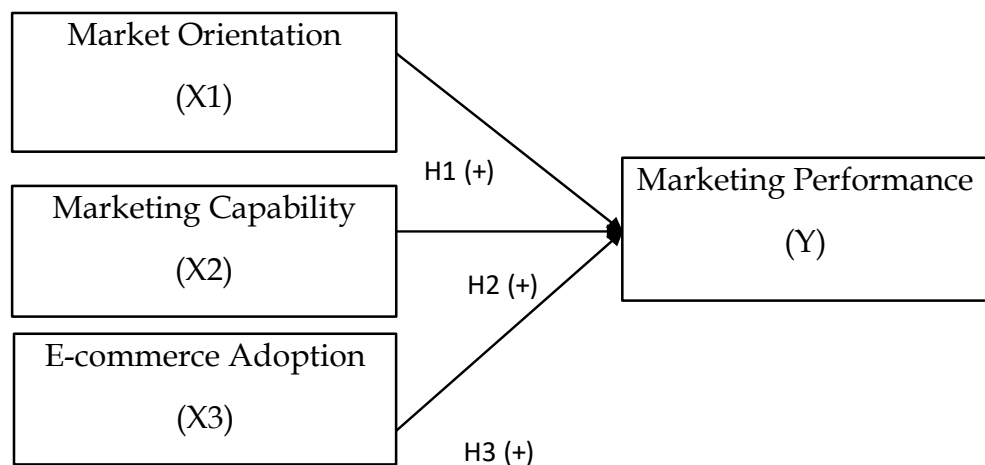 Market Orientation
(X1)
H1 (+)
Marketing Capability
(X2)
H2 (+)
E-commerce Adoption
(X3)
H3 (+)
Marketing Performance
(Y)